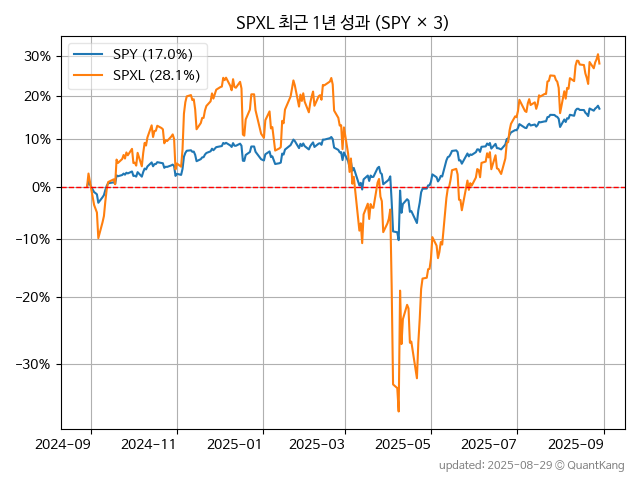 SPXL 최근 1년 성과 (SPY × 3)
SPY (17.0%)
SPXL (28.1%)
30%
20%
10%
0%
−10%
−20%
−30%
2024-09 2024-11 2025-01 2025-03 2025-05 2025-07 2025-09
updated: 2025-08-29 © QuantKang